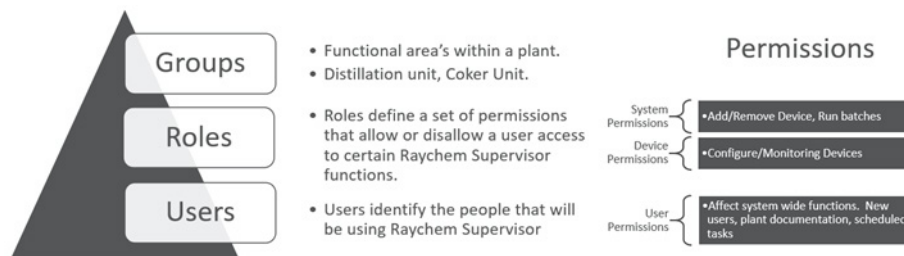 Groups
• Functional area's within a plant.
• Distillation unit, Coker Unit.
Roles
• Roles define a set of permissions
that allow or disallow a user access
to certain Raychem Supervisor
functions.
Users
• Users identify the people that will
be using Raychem Supervisor
Permissions
System
Permissions
•Add/Remove Device, Run batches
Device
Permissions
•Configure/Monitoring Devices
User
Permissions
•Affect system wide functions. New
users, plant documentation, scheduled
tasks